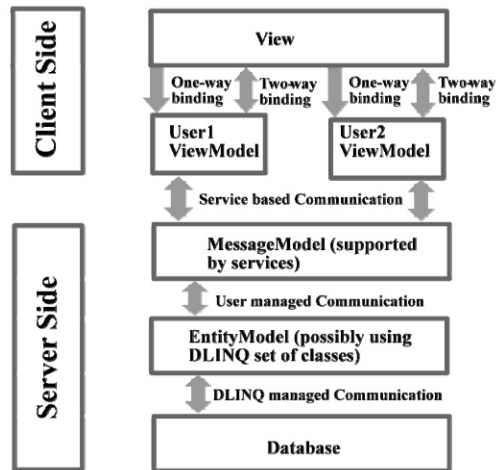 Client Side
View
One-way
binding
Two-way
binding
One-way
binding
Two-way
binding
User1
ViewModel
User2
ViewModel
Service based Communication
Server Side
MessageModel (supported
by services)
User managed Communication
EntityModel (possibly using
DLINQ set of classes)
DLINQ managed Communication
Database